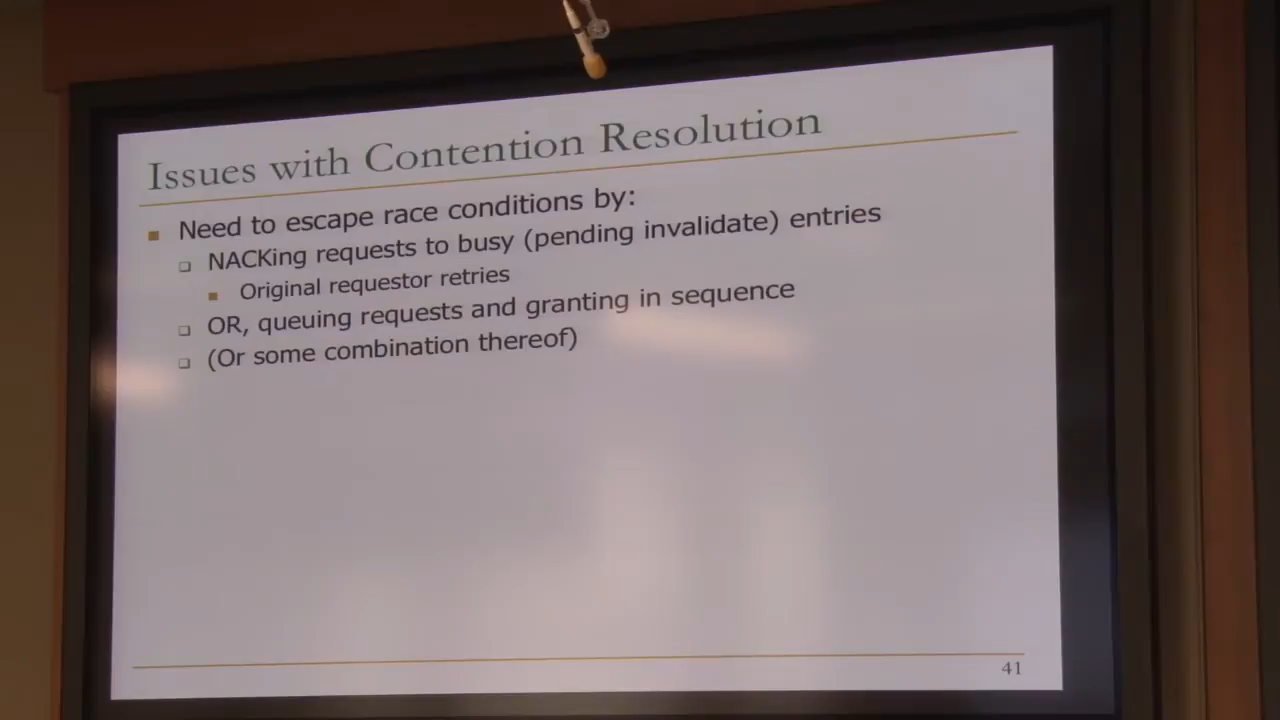 Issues with Contention Resolution
Need to escape race conditions by:
NACKing requests to busy (pending invalidate) entries
Original requestor retries
OR, queuing requests and granting in sequence
(Or some combination thereof)
41